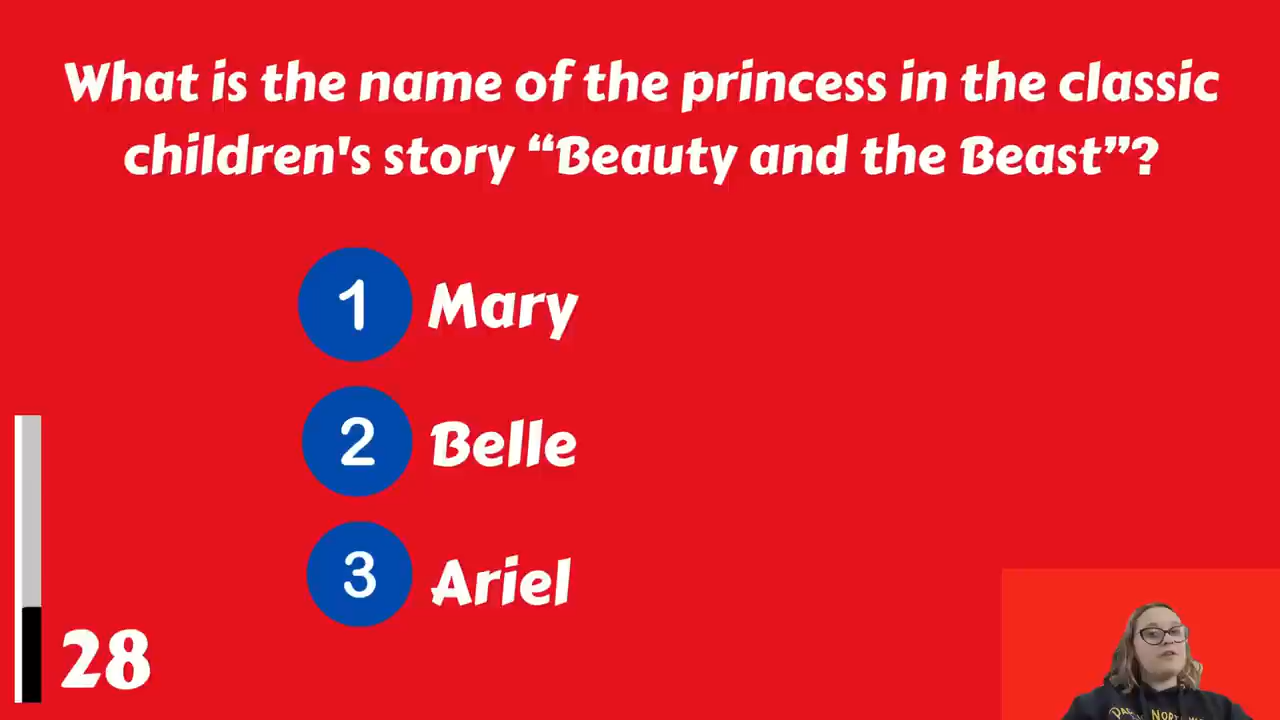 What is the name of the princess in the classic
children's story “Beauty and the Beast”?
1 Mary
2 Belle
3 Ariel
28